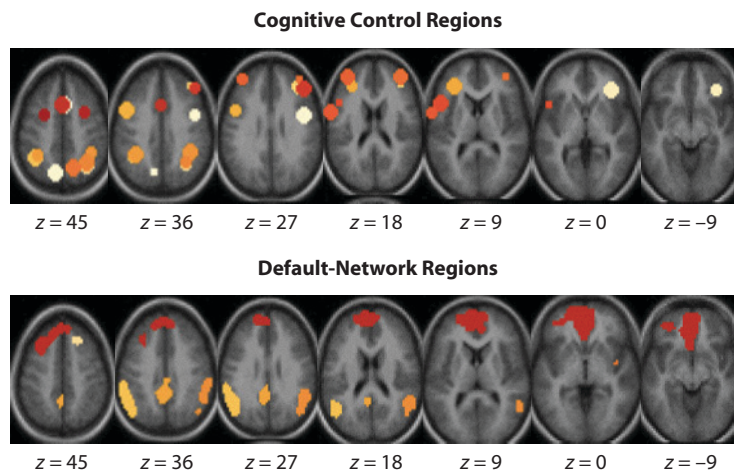 Cognitive Control Regions
z = 45 z = 36 z = 27 z = 18 z = 9 z = 0 z = –9
Default-Network Regions
z = 45 z = 36 z = 27 z = 18 z = 9 z = 0 z = –9